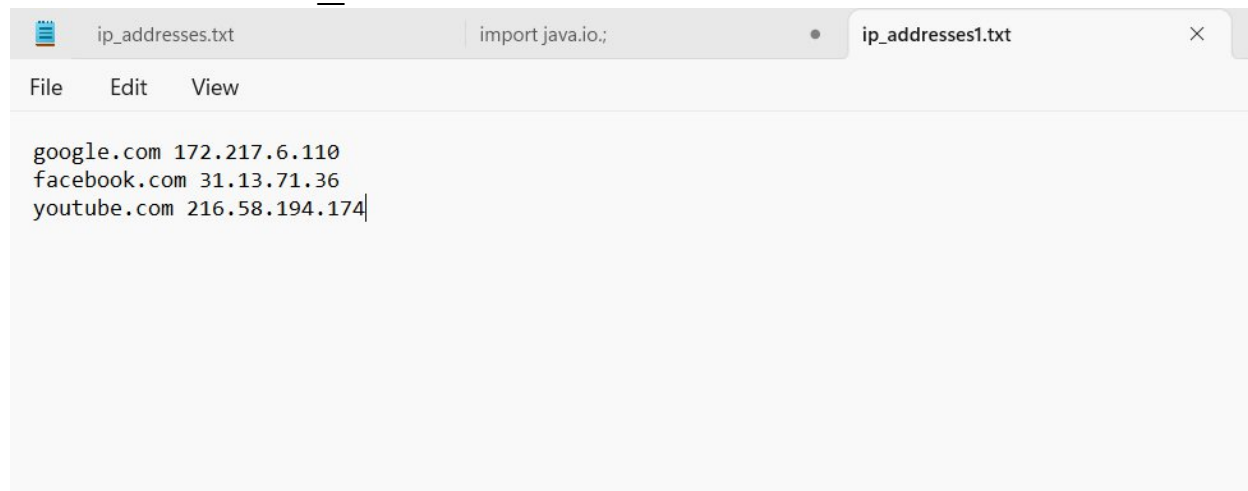 ip_addresses.txt import java.io.; ip_addresses1.txt
File Edit View
google.com 172.217.6.110
facebook.com 31.13.71.36
youtube.com 216.58.194.174